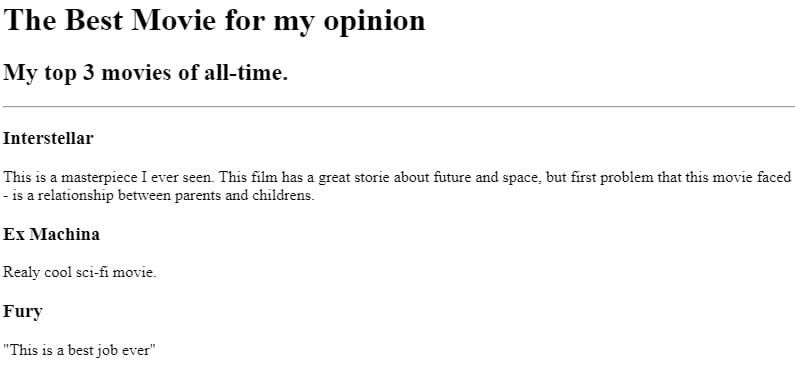 The Best Movie for my opinion
My top 3 movies of all-time.
Interstellar
This is a masterpiece I ever seen. This film has a great storie about future and space, but first problem that this movie faced
- is a relationship between parents and childrens.
Ex Machina
Realy cool sci-fi movie.
Fury
"This is a best job ever"